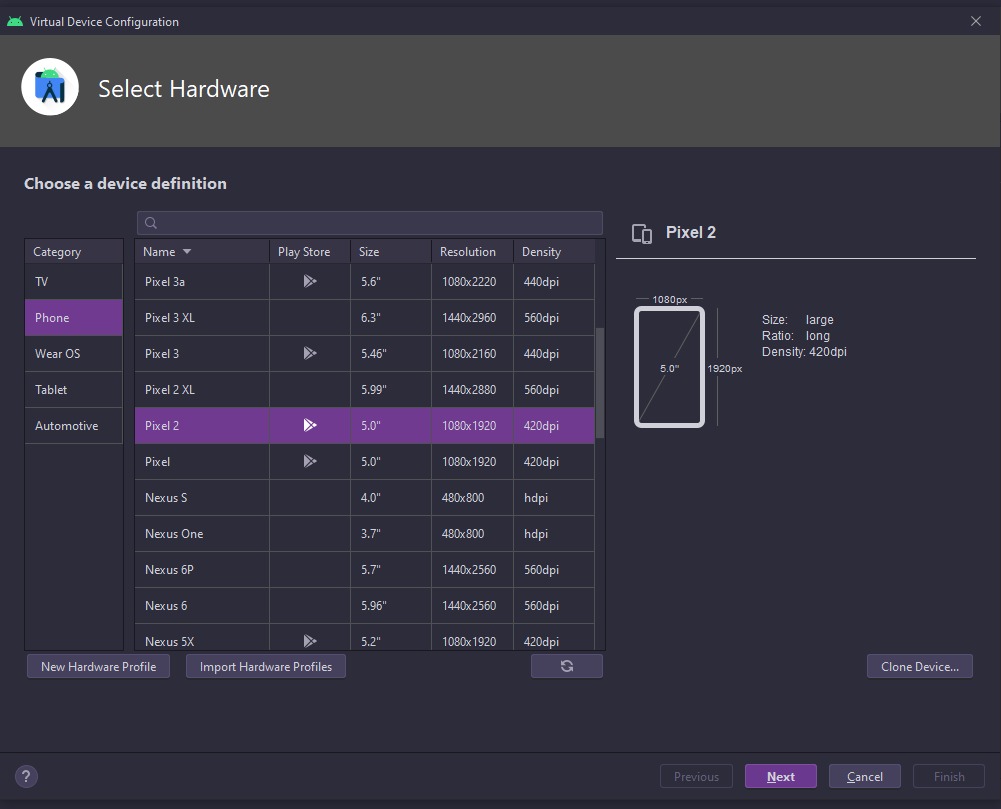 Virtual Device Configuration
Select Hardware
Choose a device definition
Category
TV
Phone
Wear OS
Tablet
Automotive
Name Play Store Size Resolution Density
Pixel 3a 5.6" 1080x2220 440dpi
Pixel 3 XL 6.3" 1440x2960 560dpi
Pixel 3 5.46" 1080x2160 440dpi
Pixel 2 XL 5.99" 1440x2880 560dpi
Pixel 2 5.0" 1080x1920 420dpi
Pixel 5.0" 1080x1920 420dpi
Nexus S 4.0" 480x800 hdpi
Nexus One 3.7" 480x800 hdpi
Nexus 6P 5.7" 1440x2560 560dpi
Nexus 6 5.96" 1440x2560 560dpi
Nexus 5X 5.2" 1080x1920 420dpi
Pixel 2
1080px
5.0"
1920px
Size: large
Ratio: long
Density: 420dpi
New Hardware Profile Import Hardware Profiles Clone Device...
? Previous Next Cancel Finish